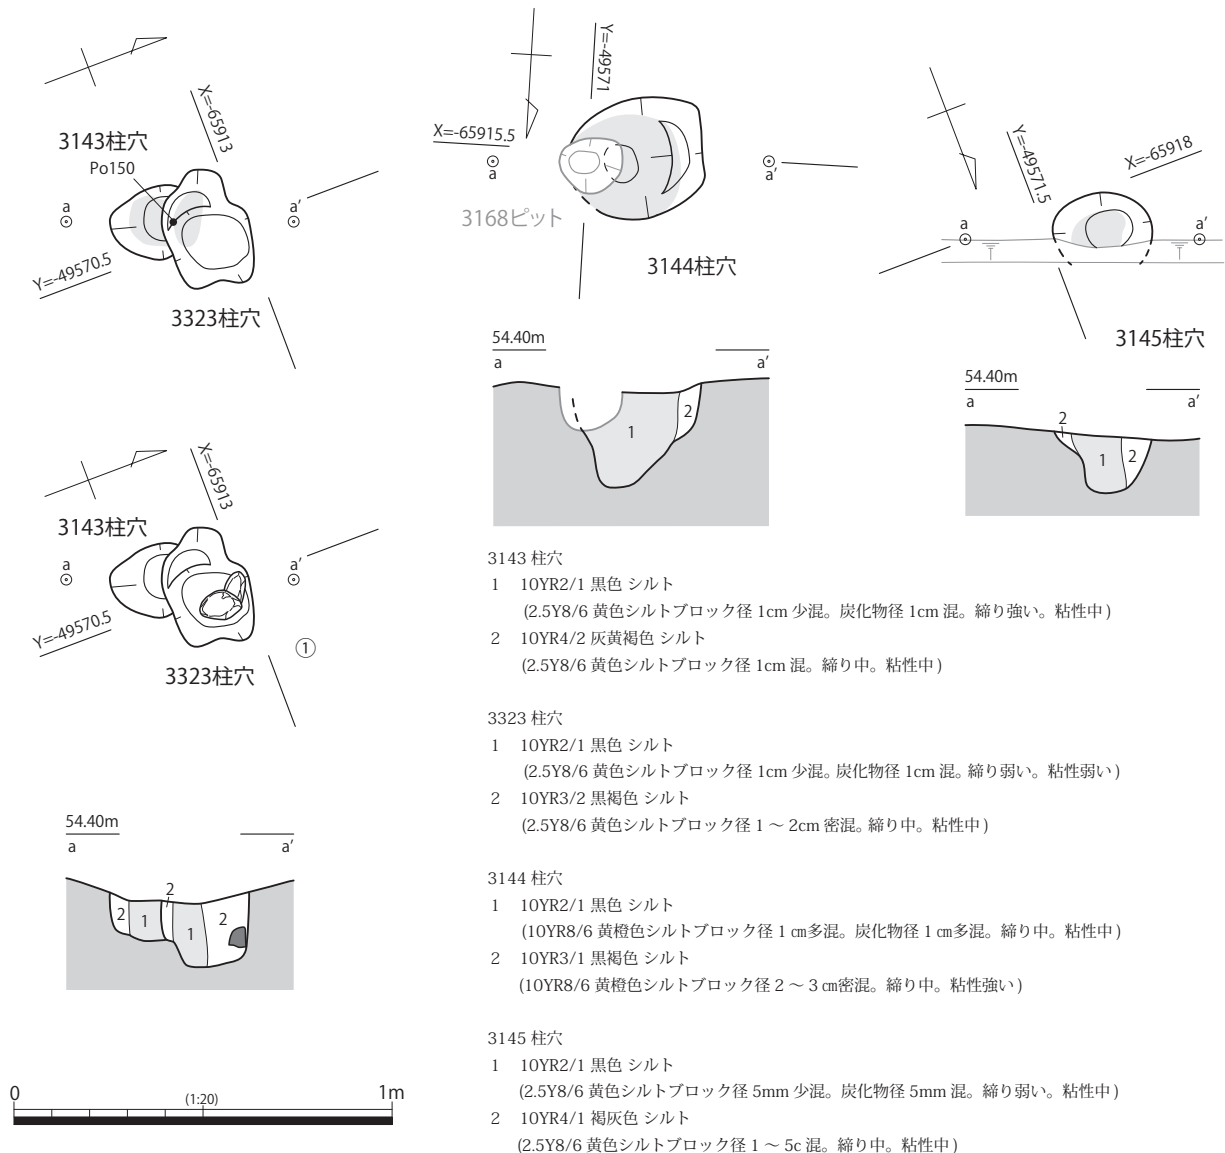 3143柱穴
Po150
X=-65913
a
a’
Y=-49570.5
3323柱穴
Y=-49571
X=-65915.5
a
a’
3168ピット
3144柱穴
Y=-49571.5
X=-65918
a
a’
3145柱穴
54.40m
a
a’
1
2
54.40m
a
a’
2
1
2
X=-65913
3143柱穴
a
a’
Y=-49570.5
3323柱穴
①
54.40m
a
a’
2
1
2
1
2
3143 柱穴
1 10YR2/1 黒色 シルト
(2.5Y8/6 黄色シルトブロック径 1cm 少混。炭化物径 1cm 混。締り強い。粘性中)
2 10YR4/2 灰黄褐色 シルト
(2.5Y8/6 黄色シルトブロック径 1cm 混。締り中。粘性中)
3323 柱穴
1 10YR2/1 黒色 シルト
(2.5Y8/6 黄色シルトブロック径 1cm 少混。炭化物径 1cm 混。締り弱い。粘性弱い)
2 10YR3/2 黒褐色 シルト
(2.5Y8/6 黄色シルトブロック径 1 ～ 2cm 密混。締り中。粘性中)
3144 柱穴
1 10YR2/1 黒色 シルト
(10YR8/6 黄橙色シルトブロック径 1 ㎝多混。炭化物径 1 ㎝多混。締り中。粘性中)
2 10YR3/1 黒褐色 シルト
(10YR8/6 黄橙色シルトブロック径 2 ～ 3 ㎝密混。締り中。粘性強い)
3145 柱穴
1 10YR2/1 黒色 シルト
(2.5Y8/6 黄色シルトブロック径 5mm 少混。炭化物径 5mm 混。締り弱い。粘性中)
2 10YR4/1 褐灰色 シルト
(2.5Y8/6 黄色シルトブロック径 1 ～ 5c 混。締り中。粘性中)
0 (1:20) 1m